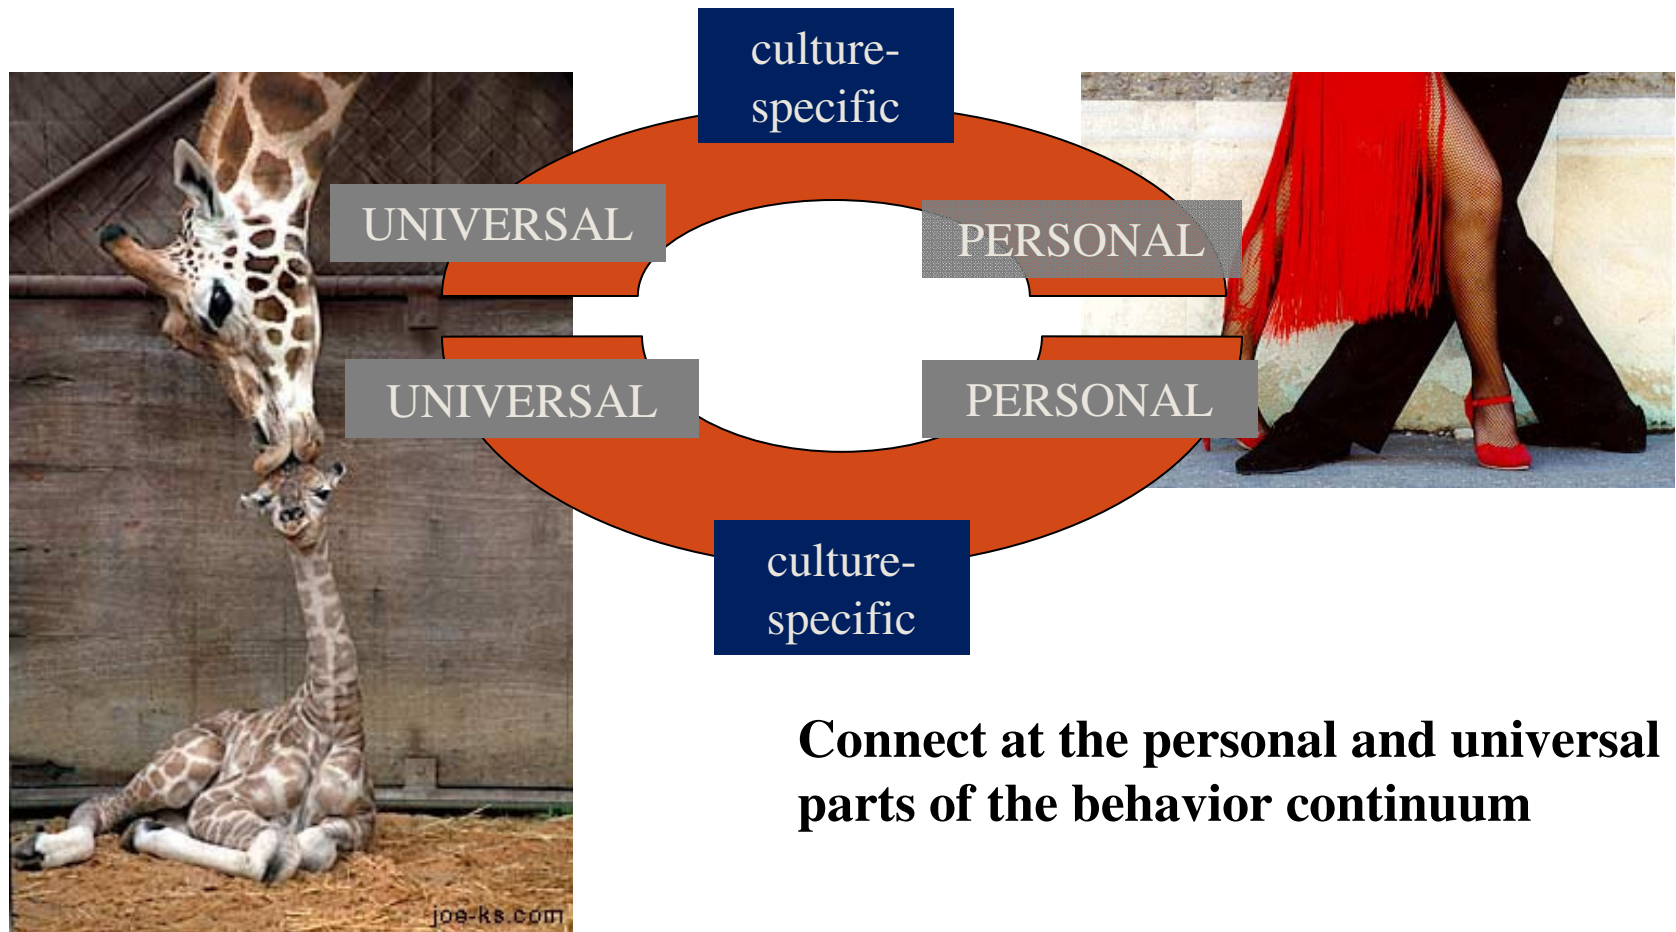 culture-
specific
UNIVERSAL
PERSONAL
UNIVERSAL
PERSONAL
culture-
specific
Connect at the personal and universal
parts of the behavior continuum
joe-ks.com